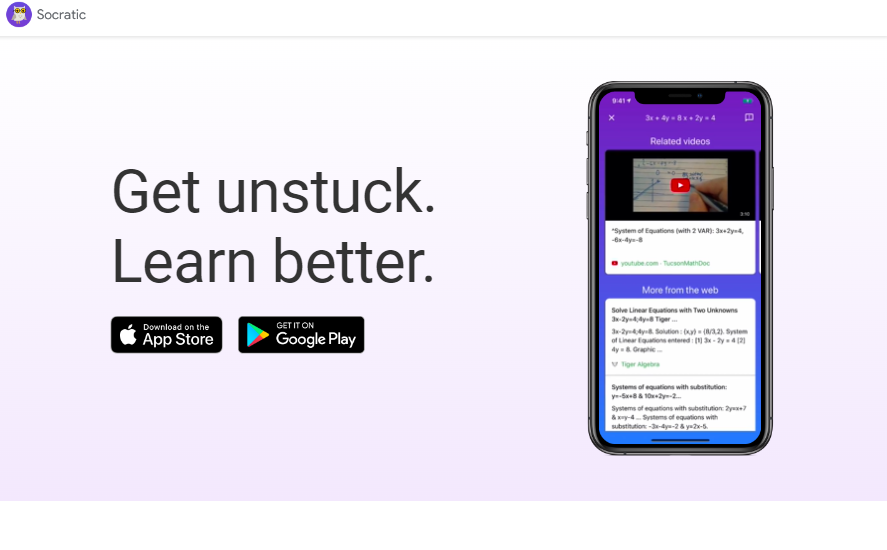 Socratic
Get unstuck.
Learn better.
Download on the
App Store
GET IT ON
Google Play
9:41
3x + 4y = 8 x + 2y = 4
Related videos
3:10
*System of Equations (with 2 VAR): 3x+2y=4,
-6x-4y=-8
youtube.com · TucsonMathDoc
More from the web
Solve Linear Equations with Two Unknowns
3x-2y=4;4y=8 Tiger ...
3x-2y=4;4y=8. Solution : {x,y} = {8/3,2}. System
of Linear Equations entered : [1] 3x - 2y = 4 [2]
4y = 8. Graphic ...
Tiger Algebra
Systems of equations with substitution:
y=-5x+8 & 10x+2y=-2...
Systems of equations with substitution: 2y=x+7
& x=y-4 ... Systems of equations with
substitution: -3x-4y=-2 & y=2x-5.